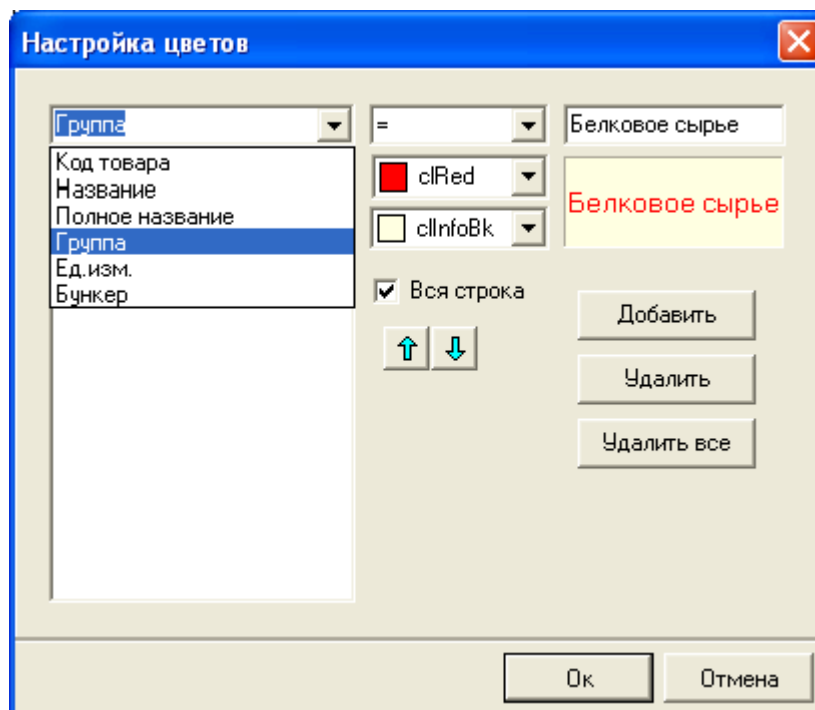 Настройка цветов
Группа
=
Белковое сырье
Код товара
Название
Полное название
Группа
Ед.изм.
Бункер
clRed
clInfoBk
Белковое сырье
Вся строка
Добавить
Удалить
Удалить все
Ок
Отмена